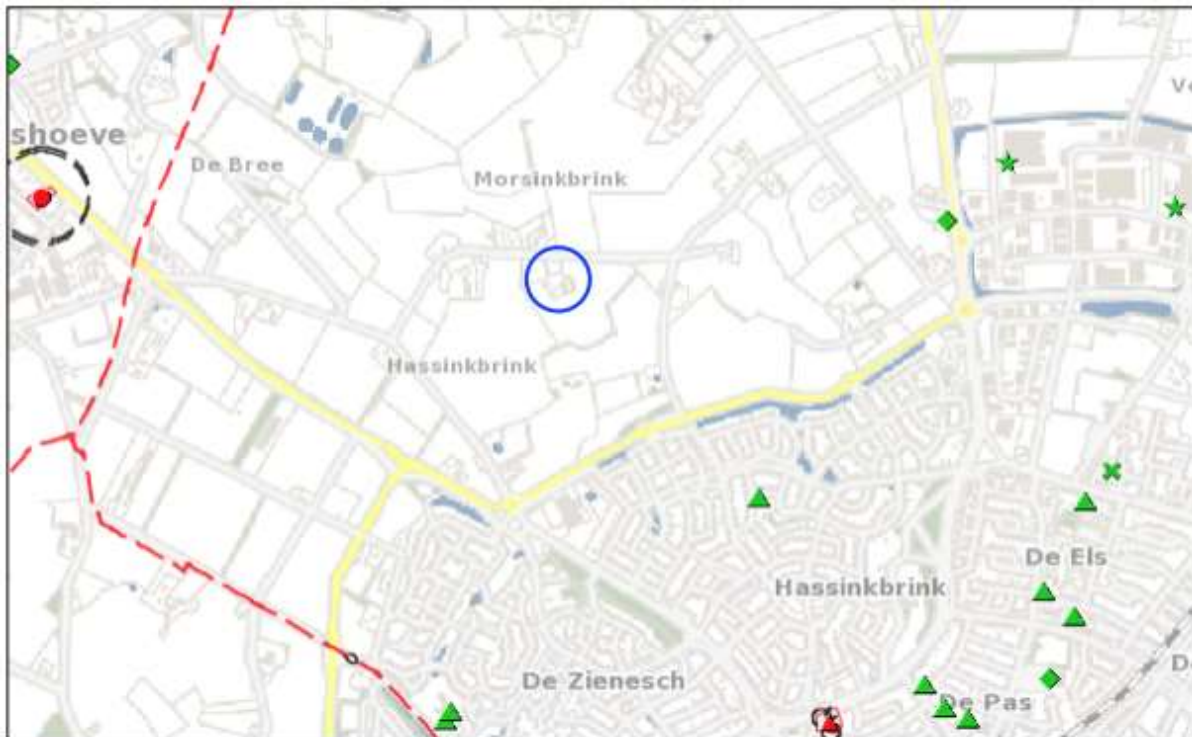 shoeve
De Bree
Morsinkbrink
Hassinkbrink
De Els
Hassinkbrink
De Zienesch
De Pas